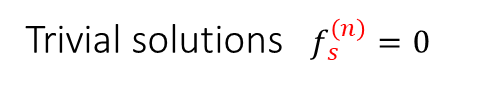 Trivial solutions $f_s^{(n)} = 0$